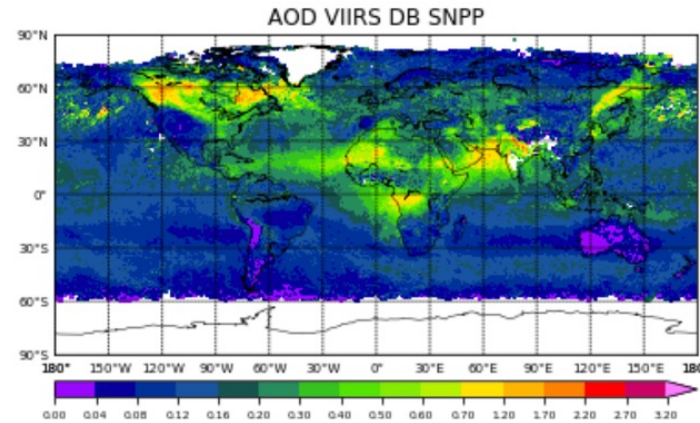 AOD VIIRS DB SNPP
90°N
60°N
30°N
0°
30°S
60°S
90°S
180° 150°W 120°W 90°W 60°W 30°W 0° 30°E 60°E 90°E 120°E 150°E 180°
0.00 0.04 0.08 0.12 0.16 0.20 0.30 0.40 0.50 0.60 0.70 1.20 1.70 2.20 2.70 3.20